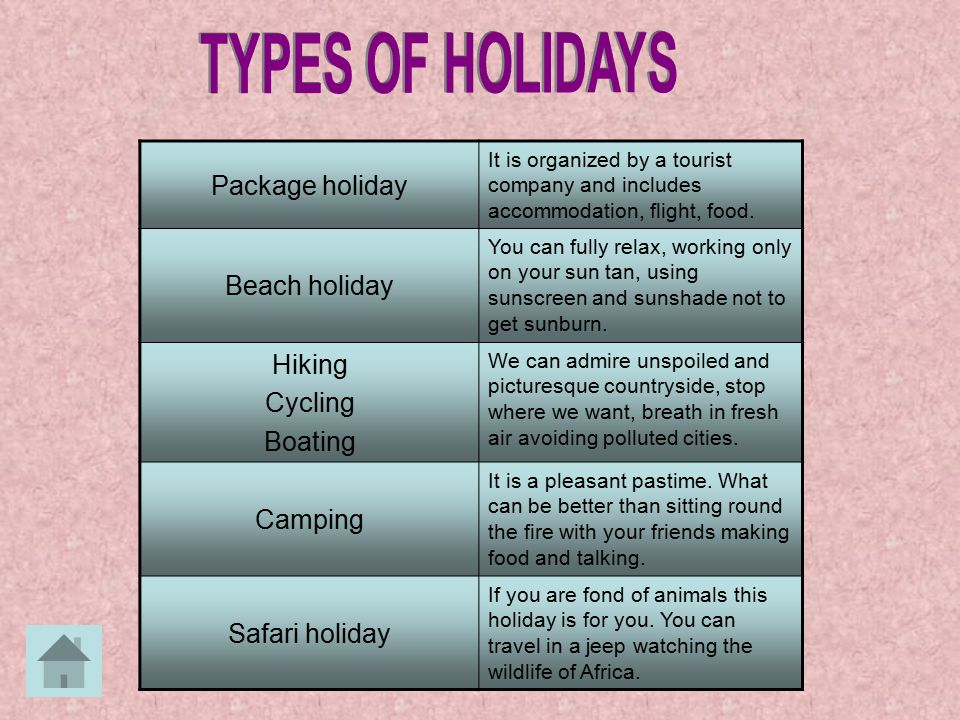 TYPES OF HOLIDAYS
Package holiday
It is organized by a tourist
company and includes
accommodation, flight, food.
Beach holiday
You can fully relax, working only
on your sun tan, using
sunscreen and sunshade not to
get sunburn.
Hiking
Cycling
Boating
We can admire unspoiled and
picturesque countryside, stop
where we want, breath in fresh
air avoiding polluted cities.
Camping
It is a pleasant pastime. What
can be better than sitting round
the fire with your friends making
food and talking.
Safari holiday
If you are fond of animals this
holiday is for you. You can
travel in a jeep watching the
wildlife of Africa.